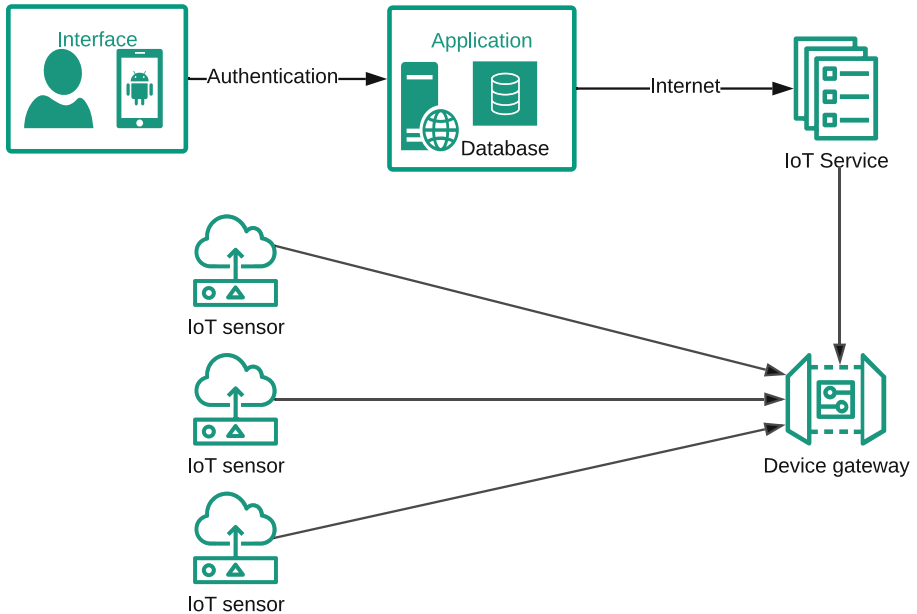 Interface
Authentication
Application
Database
Internet
IoT Service
IoT sensor
IoT sensor
Device gateway
IoT sensor